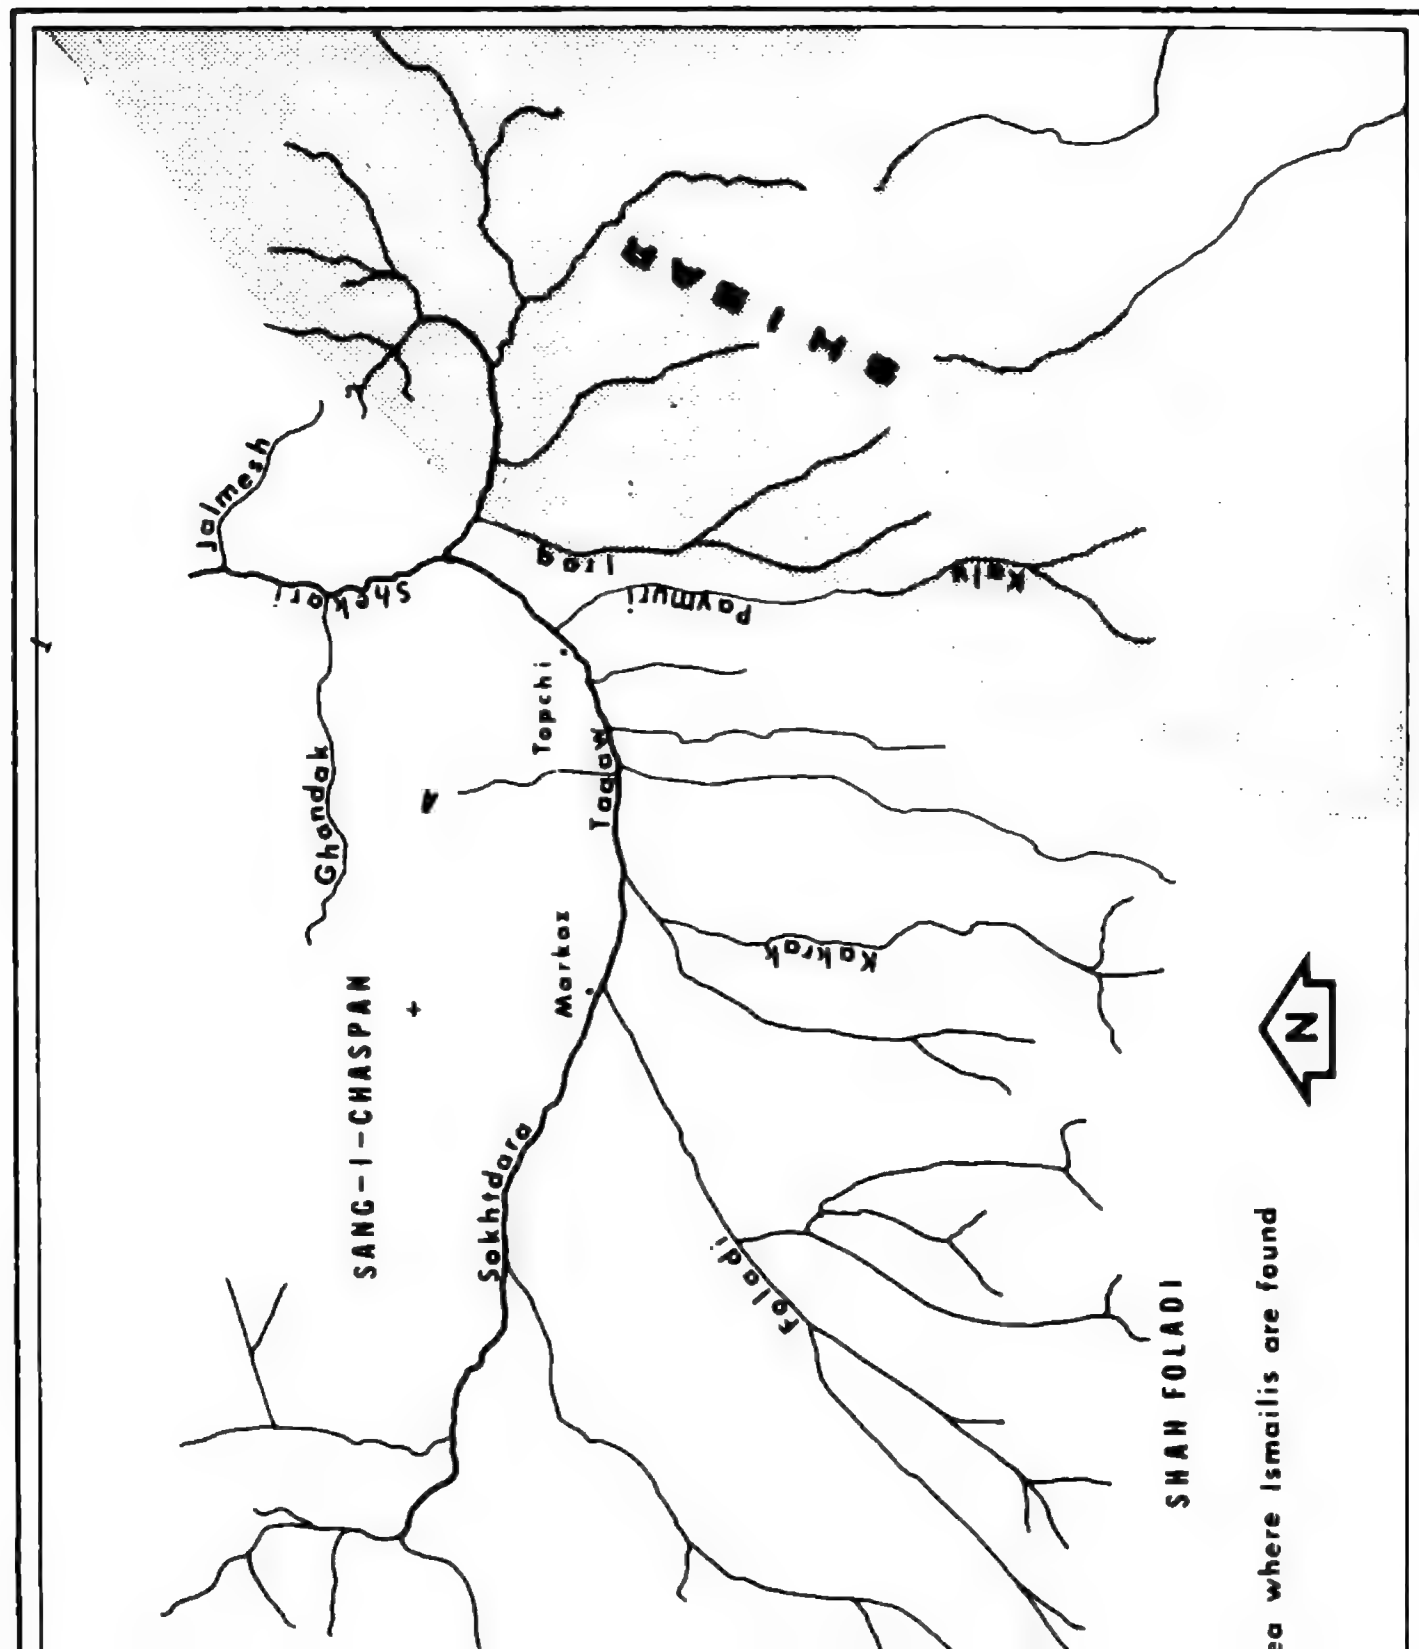 SHIBAR
Jalmesh
Shekari
Iraq
Paymuri
Kalu
Topchi
Tagaw
Ghandak
A
Markaz
Kakrak
SANG-I-CHASPAN
+
N
Sokhtdara
Foladi
SHAH FOLADI
ea where Ismailis are found